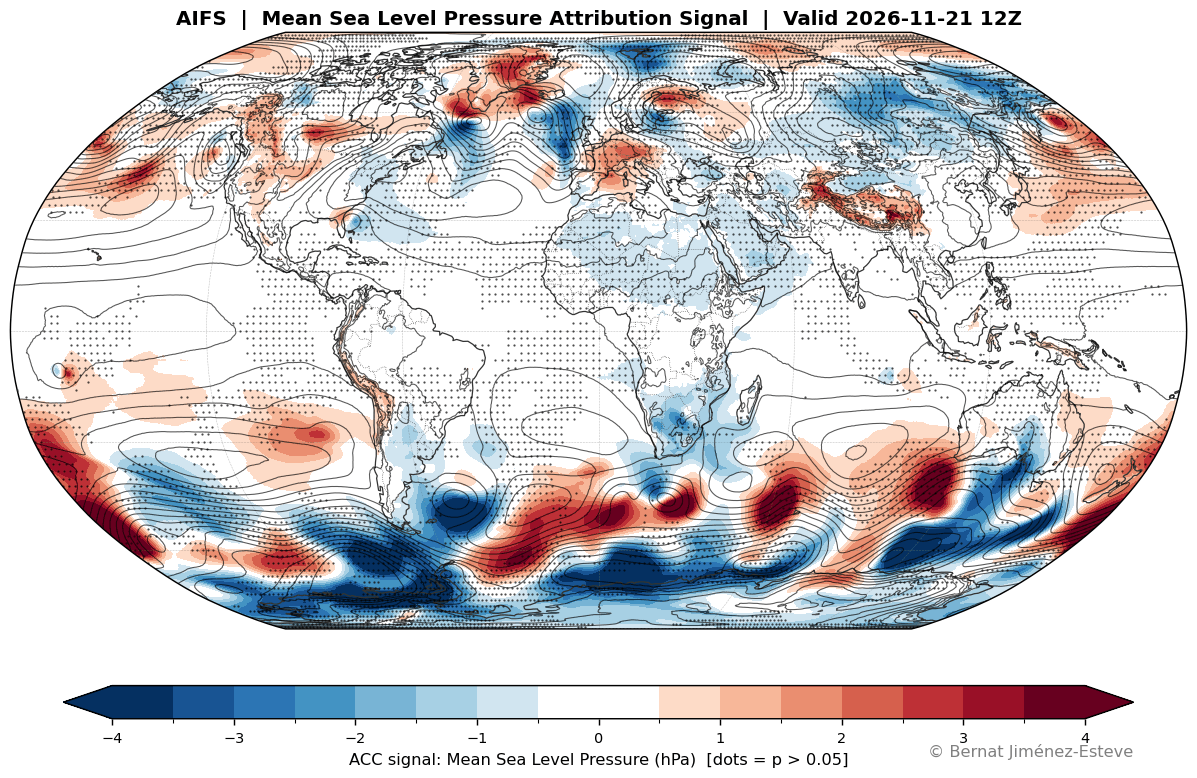 AIFS | Mean Sea Level Pressure Attribution Signal | Valid 2026-11-21 12Z
−4 −3 −2 −1 0 1 2 3 4
ACC signal: Mean Sea Level Pressure (hPa) [dots = p > 0.05]
© Bernat Jiménez-Esteve